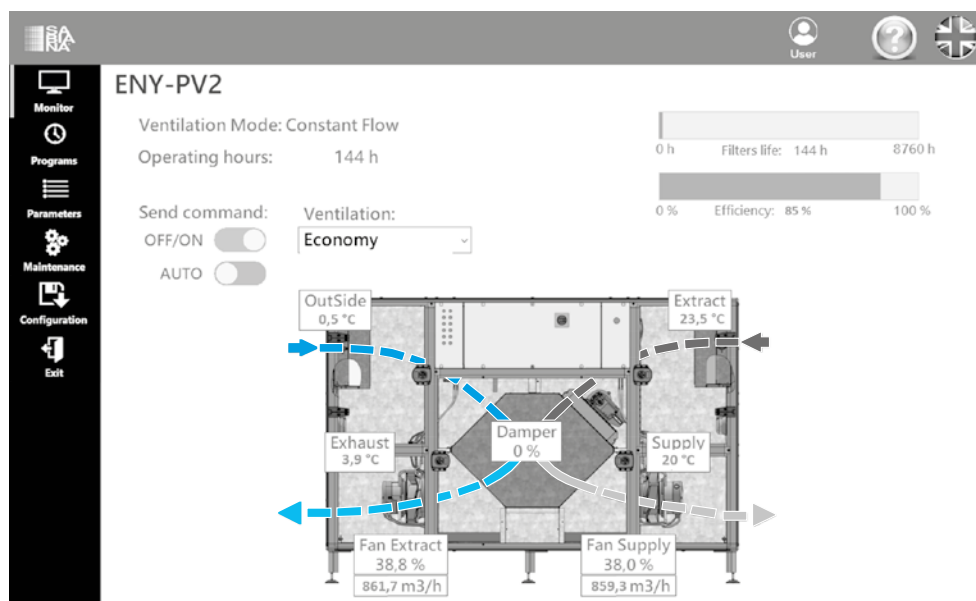 SABIANA
User
Monitor
Programs
Parameters
Maintenance
Configuration
Exit
ENY-PV2
Ventilation Mode: Constant Flow
Operating hours: 144 h
0 h Filters life: 144 h 8760 h
0 % Efficiency: 85 % 100 %
Send command: Ventilation:
OFF/ON Economy
AUTO
OutSide
0,5 °C
Extract
23,5 °C
Damper
0 %
Exhaust
3,9 °C
Supply
20 °C
Fan Extract
38,8 %
861,7 m3/h
Fan Supply
38,0 %
859,3 m3/h